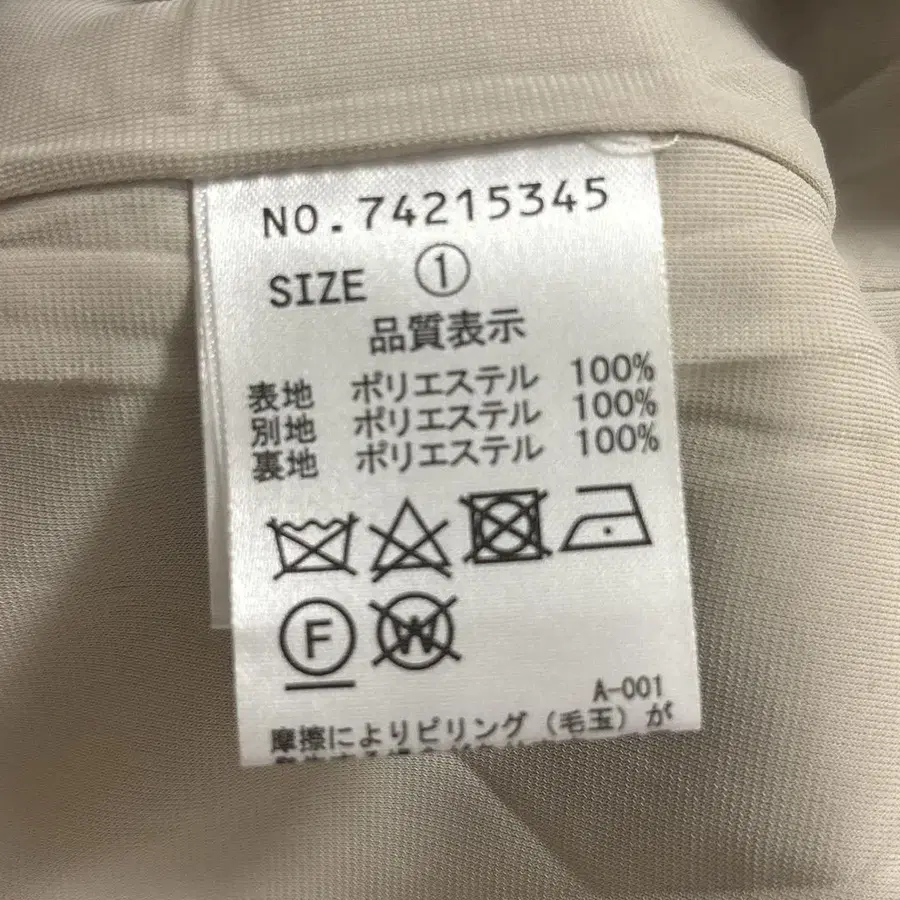 NO.74215345
SIZE ①
品質表示
表地 ポリエステル 100%
別地 ポリエステル 100%
裏地 ポリエステル 100%
F W
A-001
摩擦によりピリング(毛玉)が